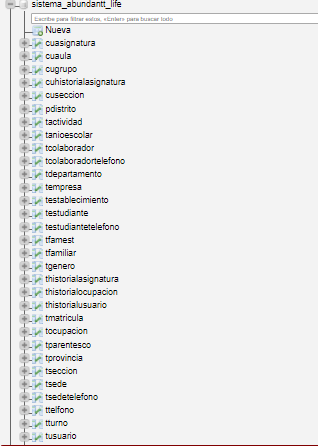 sistema_abundantt_life
Escribe para filtrar estos, <Enter> para buscar todo
Nueva
cuasignatura
cuaula
cugrupo
cuhistorialasignatura
cuseccion
pdistrito
tactividad
tanioescolar
tcolaborador
tcolaboradortelefono
tdepartamento
tempresa
testablecimiento
testudiante
testudiantetelefono
tfamest
tfamiliar
tgenero
thistorialasignatura
thistorialocupacion
thistorialusuario
tmatricula
tocupacion
tparentesco
tprovincia
tseccion
tsede
tsedetelefono
ttelfono
tturno
tusuario